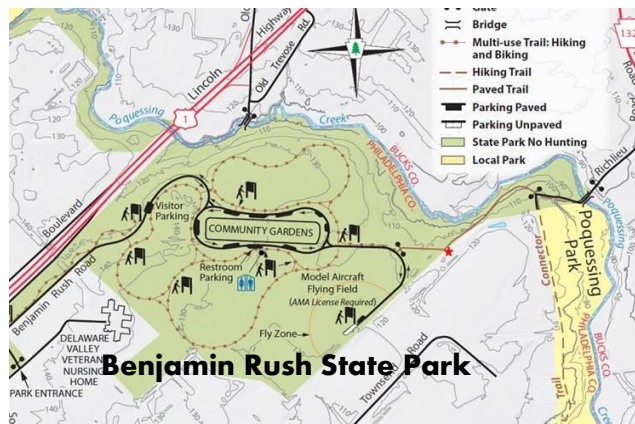 Gate
Bridge
Multi-use Trail: Hiking
and Biking
Hiking Trail
Paved Trail
Parking Paved
Parking Unpaved
State Park No Hunting
Local Park
Old
Highway
Lincoln
Old
Trevose Rd.
132
Road
1
Poquessing
Creek
BUCKS CO.
PHILADELPHIA CO.
Richlieu
Boulevard
Visitor
Parking
COMMUNITY GARDENS
Poquessing
Park
Poquessing
Benjamin Rush Road
Restroom
Parking
Model Aircraft
Flying Field
(AMA License Required)
Connector
Trail
Fly Zone
DELAWARE
VALLEY
VETERANS
NURSING
HOME
PARK ENTRANCE
Townsend Road
BUCKS CO.
PHILADELPHIA CO.
Benjamin Rush State Park